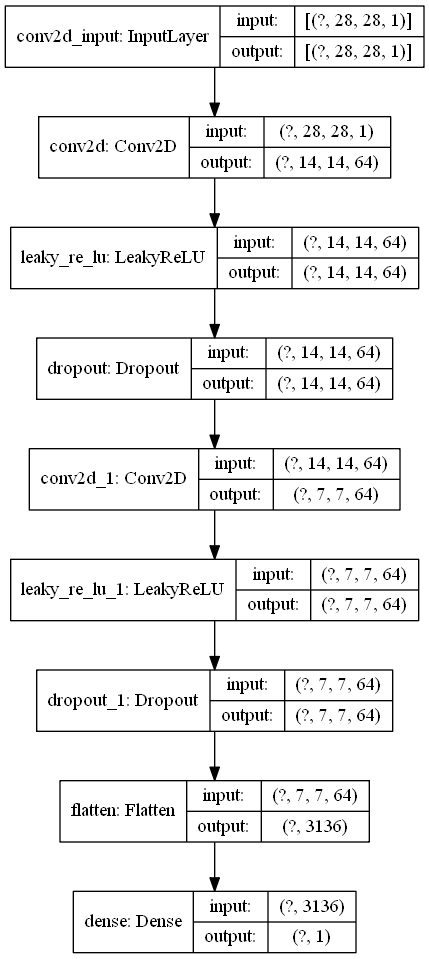 conv2d_input: InputLayer
input:
[(?, 28, 28, 1)]
output:
[(?, 28, 28, 1)]
conv2d: Conv2D
input:
(?, 28, 28, 1)
output:
(?, 14, 14, 64)
leaky_re_lu: LeakyReLU
input:
(?, 14, 14, 64)
output:
(?, 14, 14, 64)
dropout: Dropout
input:
(?, 14, 14, 64)
output:
(?, 14, 14, 64)
conv2d_1: Conv2D
input:
(?, 14, 14, 64)
output:
(?, 7, 7, 64)
leaky_re_lu_1: LeakyReLU
input:
(?, 7, 7, 64)
output:
(?, 7, 7, 64)
dropout_1: Dropout
input:
(?, 7, 7, 64)
output:
(?, 7, 7, 64)
flatten: Flatten
input:
(?, 7, 7, 64)
output:
(?, 3136)
dense: Dense
input:
(?, 3136)
output:
(?, 1)